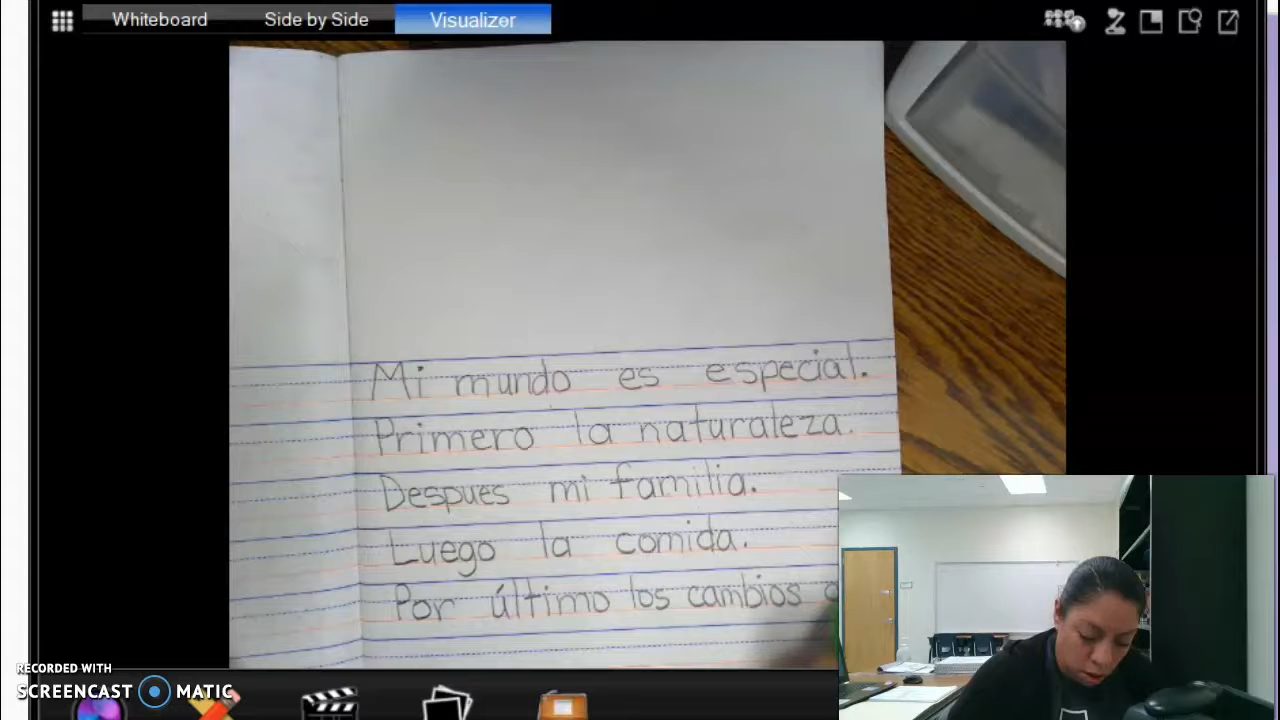 Whiteboard Side by Side Visualizer
Mi mundo es especial.
Primero la naturaleza.
Despues mi familia.
Luego la comida.
Por último los cambios
RECORDED WITH
SCREENCAST MATIC